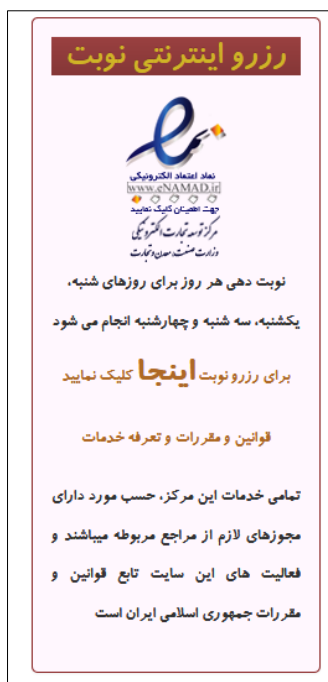 رزرو اینترنتی نوبت
نماد اعتماد الکترونیکی
www.eNAMAD.ir
جهت اطمینان کلیک نمایید
مرکز توسعه تجارت الکترونیکی
وزارت صنعت، معدن و تجارت
نوبت دهی هر روز برای روزهای شنبه،
یکشنبه، سه شنبه و چهارشنبه انجام می شود
برای رزرو نوبت اینجا کلیک نمایید
قوانین و مقررات و تعرفه خدمات
تمامی خدمات این مرکز، حسب مورد دارای
مجوزهای لازم از مراجع مربوطه میباشند و
فعالیت های این سایت تابع قوانین و
مقررات جمهوری اسلامی ایران است